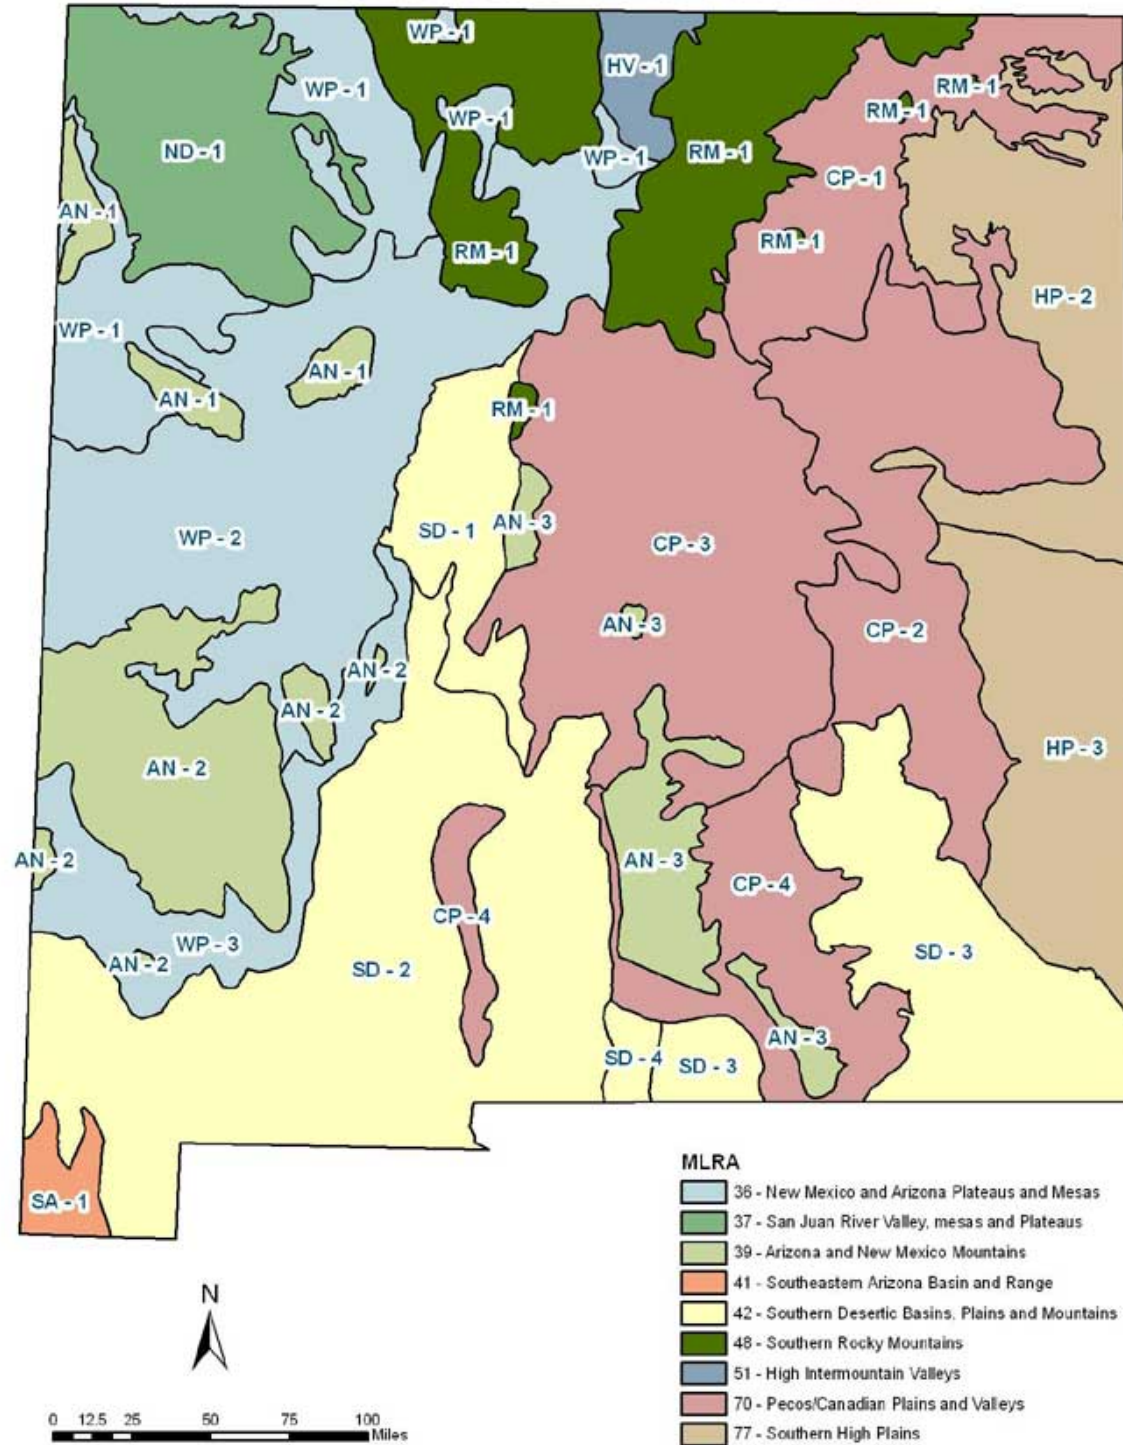 WP - 1
HV - 1
WP - 1
RM - 1
RM - 1
WP - 1
ND - 1
WP - 1
RM - 1
CP - 1
AN - 1
RM - 1
RM - 1
HP - 2
WP - 1
AN - 1
AN - 1
RM - 1
AN - 3
SD - 1
WP - 2
CP - 3
AN - 3
CP - 2
AN - 2
AN - 2
HP - 3
AN - 2
AN - 2
AN - 3
CP - 4
CP - 4
WP - 3
AN - 2
SD - 2
SD - 3
AN - 3
SD - 4
SD - 3
SA - 1
MLRA
36 - New Mexico and Arizona Plateaus and Mesas
37 - San Juan River Valley, mesas and Plateaus
39 - Arizona and New Mexico Mountains
41 - Southeastern Arizona Basin and Range
42 - Southern Desertic Basins, Plains and Mountains
48 - Southern Rocky Mountains
51 - High Intermountain Valleys
70 - Pecos/Canadian Plains and Valleys
77 - Southern High Plains
N
0 12.5 25 50 75 100
Miles